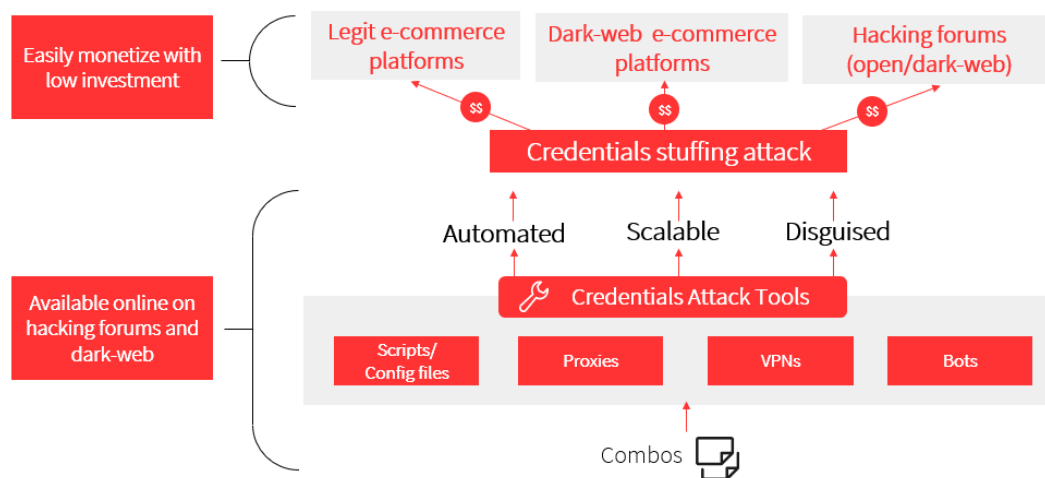 Easily monetize with
low investment
Legit e-commerce
platforms
Dark-web e-commerce
platforms
Hacking forums
(open/dark-web)
$$
$$
$$
Credentials stuffing attack
Automated
Scalable
Disguised
Available online on
hacking forums and
dark-web
Credentials Attack Tools
Scripts/
Config files
Proxies
VPNs
Bots
Combos